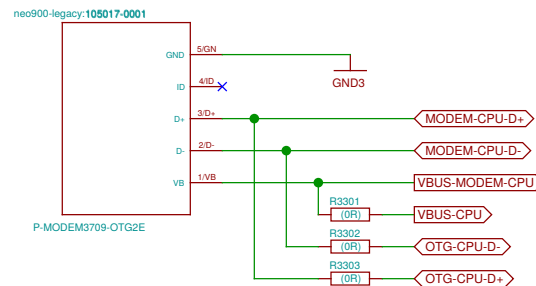 neo900-legacy:105017-0001
GND 5/GN
ID 4/ID
GND3
D+ 3/D+ MODEM-CPU-D+
D- 2/D- MODEM-CPU-D-
VB 1/VB VBUS-MODEM-CPU
R3301
(0R) VBUS-CPU
P-MODEM3709-OTG2E
R3302
(0R) OTG-CPU-D-
R3303
(0R) OTG-CPU-D+